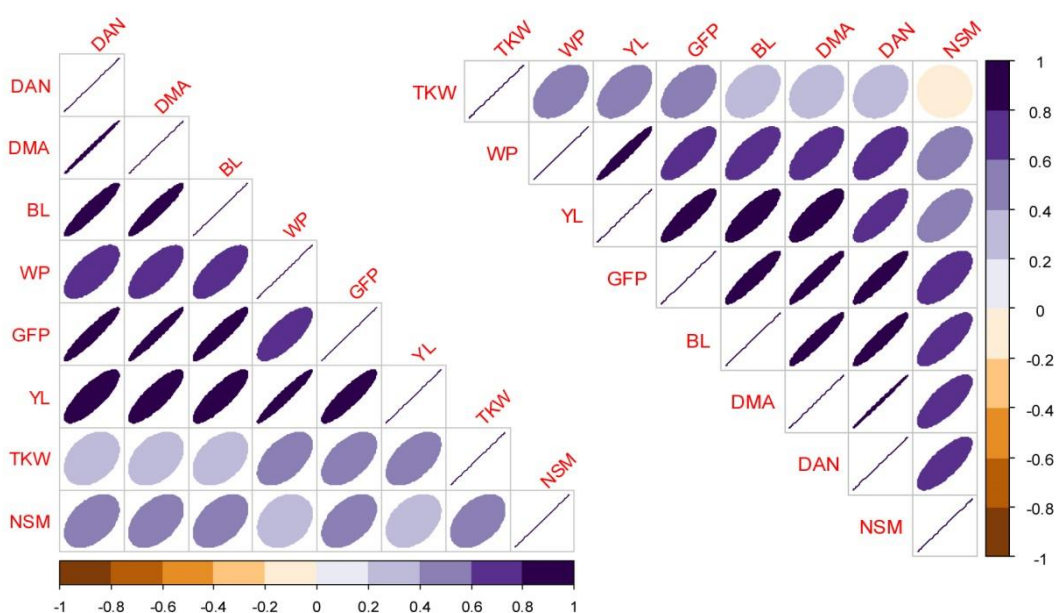 DAN
DAN
DMA
DMA
BL
BL
WP
WP
GFP
GFP
YL
YL
TKW
TKW
NSM
NSM
-1 -0.8 -0.6 -0.4 -0.2 0 0.2 0.4 0.6 0.8 1
TKW WP YL GFP BL DMA DAN NSM
TKW
WP
YL
GFP
BL
DMA
DAN
NSM
1
0.8
0.6
0.4
0.2
0
-0.2
-0.4
-0.6
-0.8
-1